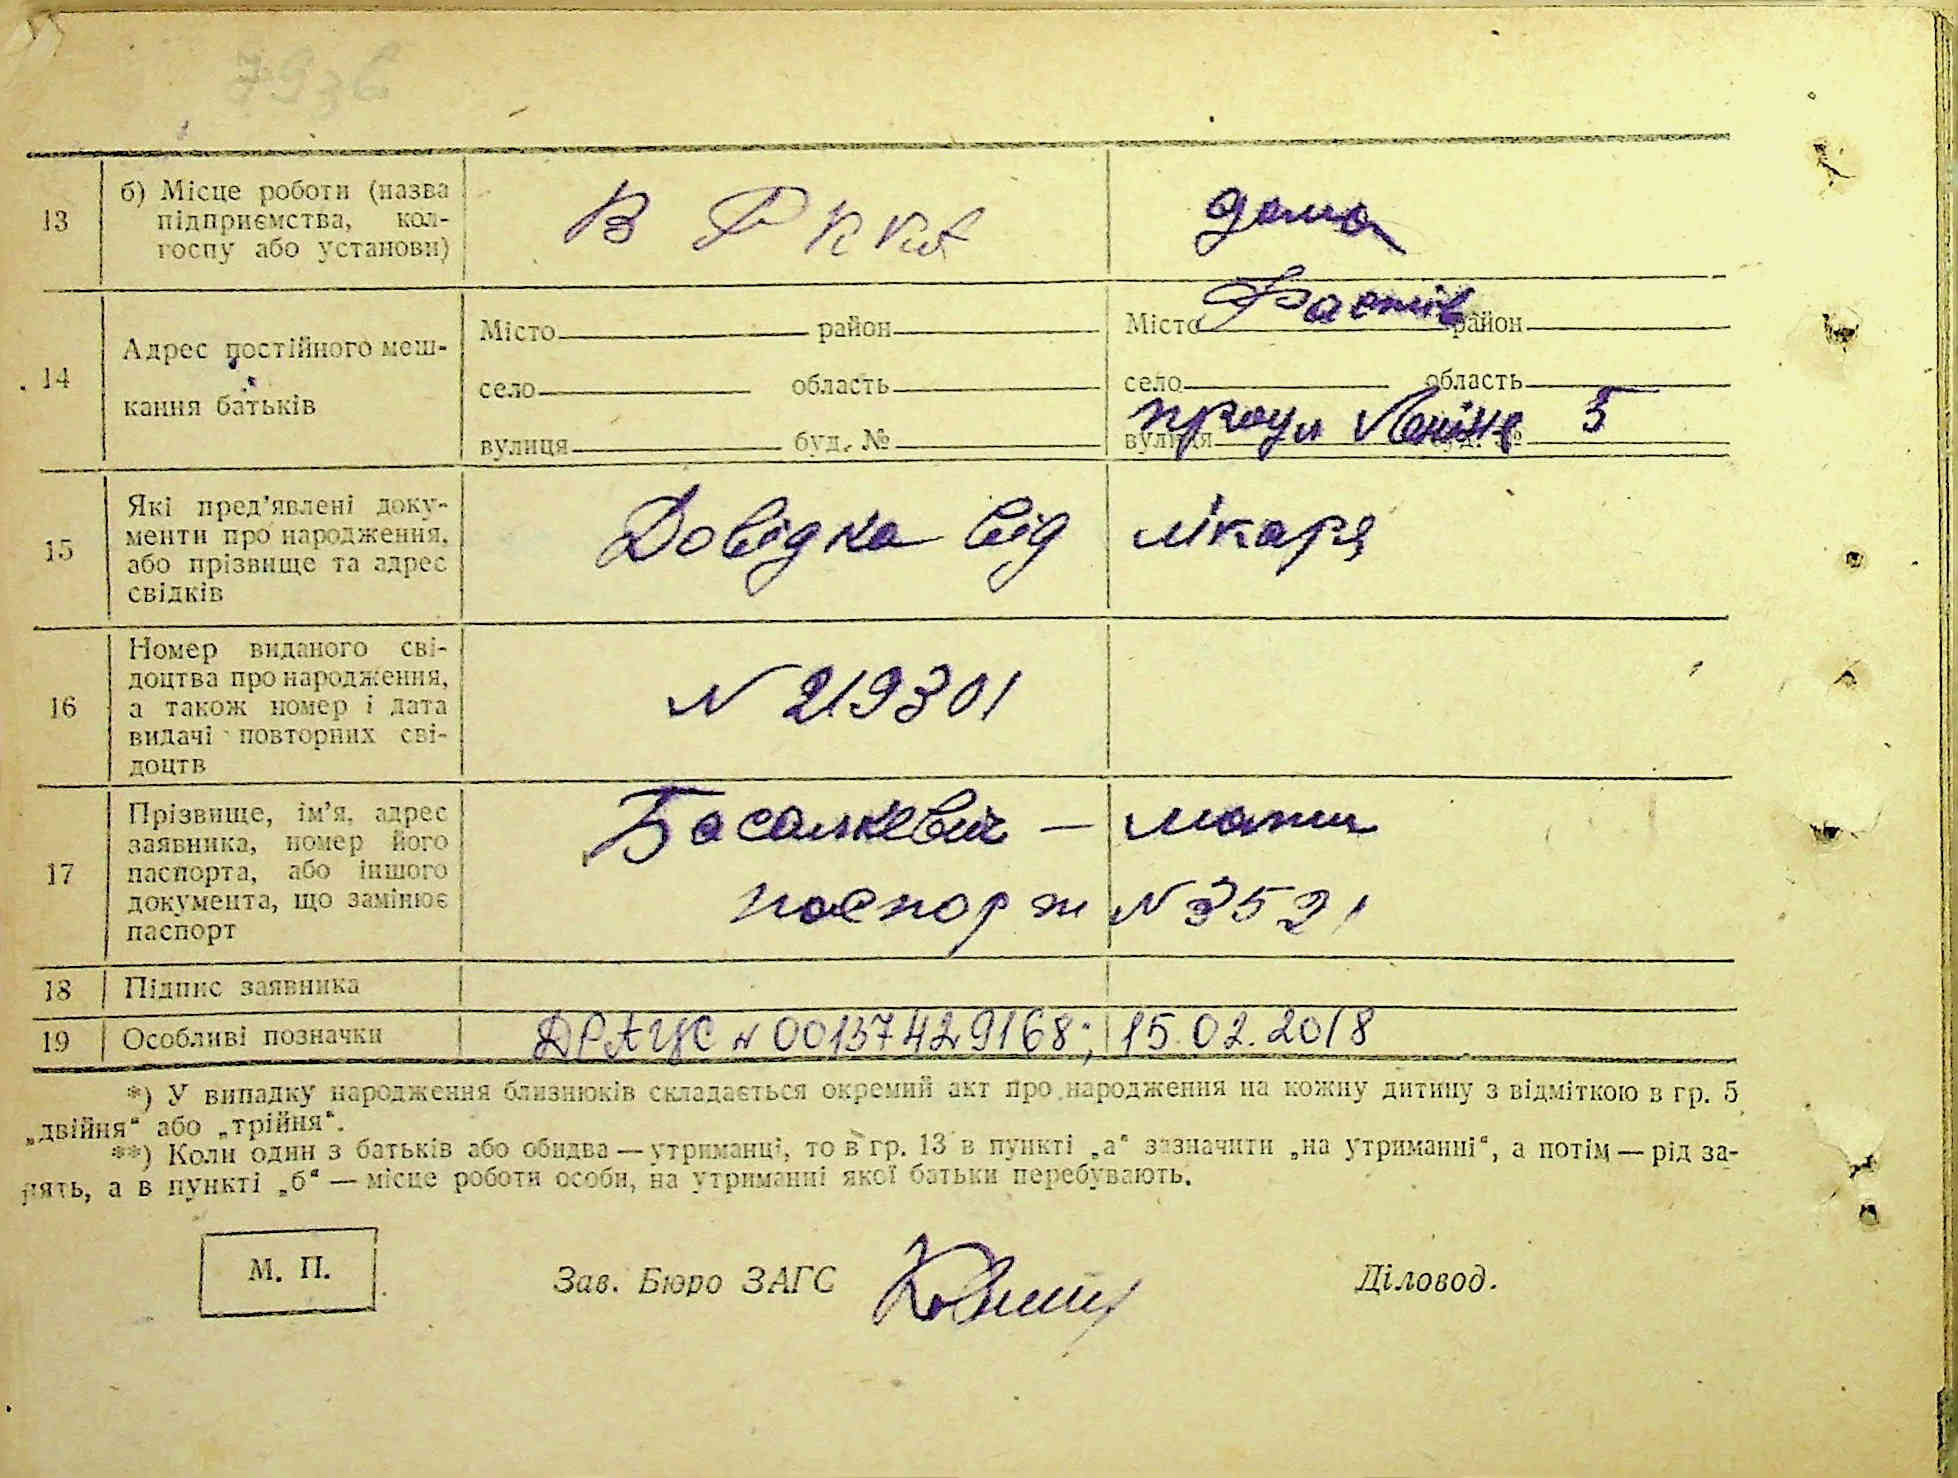 7936
13 б) Місце роботи (назва підприємства, колгоспу або установи) В РККА дома
14 Адрес постійного мешкання батьків
Місто район Місто Фастів район
село область село область
вулиця буд. № вулиця проул Леніна буд. № 5
15 Які пред'явлені документи про народження, або прізвище та адрес свідків Довідка від лікаря
16 Номер виданого свідоцтва про народження, а також номер і дата видачі повторних свідоцтв N 219301
17 Прізвище, ім'я, адрес заявника, номер його паспорта, або іншого документа, що замінює паспорт Басалкевич — мати
паспорт N 3521
18 Підпис заявника
19 Особливі позначки ДРАЦС N 00137429168; 15.02.2018
*) У випадку народження близнюків складається окремий акт про народження на кожну дитину з відміткою в гр. 5
„двійня" або „трійня".
**) Коли один з батьків або обидва — утриманці, то в гр. 13 в пункті „а" зазначити „на утриманні", а потім — рід за-
нять, а в пункті „б" — місце роботи особи, на утриманні якої батьки перебувають.
М. П.
Зав. Бюро ЗАГС Діловод.